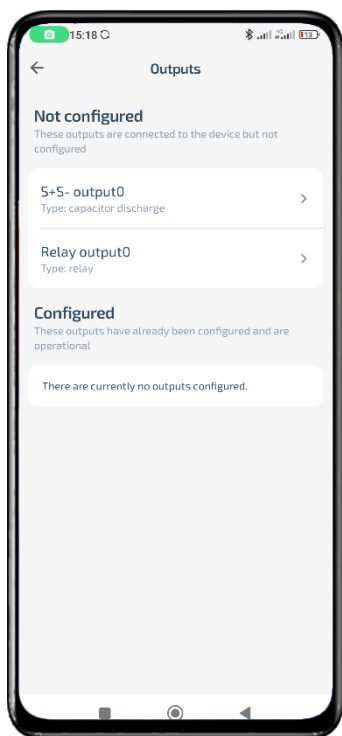 15:18
4G
13
Outputs
Not configured
These outputs are connected to the device but not
configured
S+S- output0
Type: capacitor discharge
Relay output0
Type: relay
Configured
These outputs have already been configured and are
operational
There are currently no outputs configured.